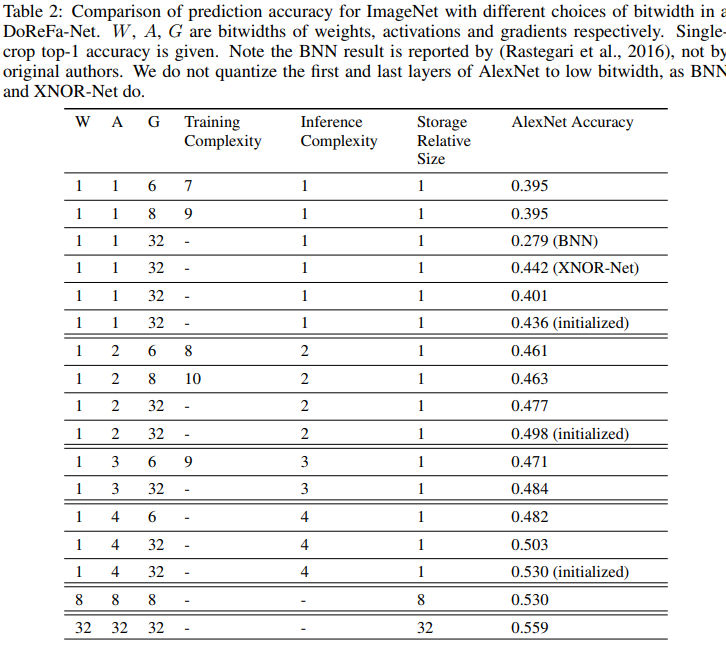 Table 2: Comparison of prediction accuracy for ImageNet with different choices of bitwidth in a
DoReFa-Net. W, A, G are bitwidths of weights, activations and gradients respectively. Single-
crop top-1 accuracy is given. Note the BNN result is reported by (Rastegari et al., 2016), not by
original authors. We do not quantize the first and last layers of AlexNet to low bitwidth, as BNN
and XNOR-Net do.
W A G Training Inference Storage AlexNet Accuracy
Complexity Complexity Relative
Size
1 1 6 7 1 1 0.395
1 1 8 9 1 1 0.395
1 1 32 - 1 1 0.279 (BNN)
1 1 32 - 1 1 0.442 (XNOR-Net)
1 1 32 - 1 1 0.401
1 1 32 - 1 1 0.436 (initialized)
1 2 6 8 2 1 0.461
1 2 8 10 2 1 0.463
1 2 32 - 2 1 0.477
1 2 32 - 2 1 0.498 (initialized)
1 3 6 9 3 1 0.471
1 3 32 - 3 1 0.484
1 4 6 - 4 1 0.482
1 4 32 - 4 1 0.503
1 4 32 - 4 1 0.530 (initialized)
8 8 8 - - 8 0.530
32 32 32 - - 32 0.559